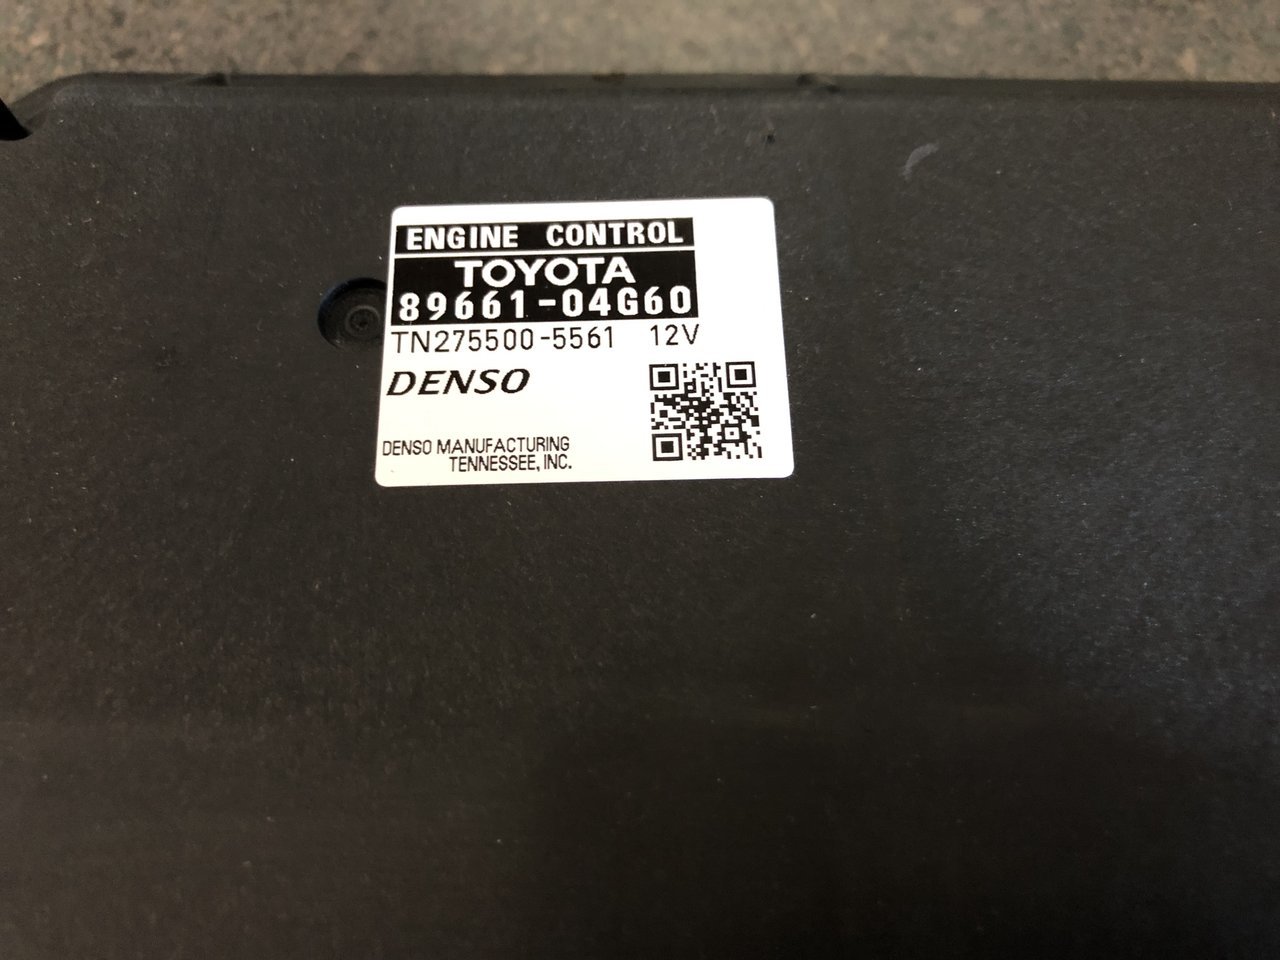 ENGINE CONTROL
TOYOTA
89661-04G60
TN275500-5561 12V
DENSO
DENSO MANUFACTURING
TENNESSEE, INC.